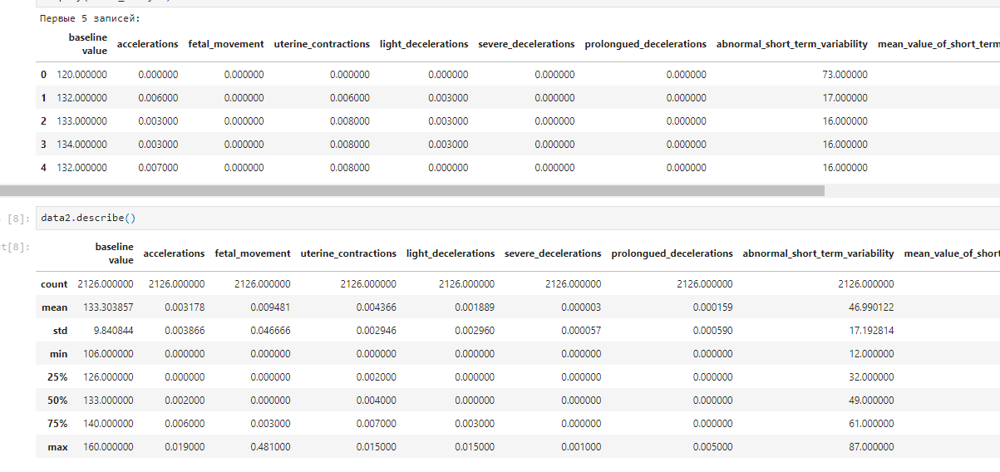 Первые 5 записей:
baseline value accelerations fetal_movement uterine_contractions light_decelerations severe_decelerations prolongued_decelerations abnormal_short_term_variability mean_value_of_short_term
0 120.000000 0.000000 0.000000 0.000000 0.000000 0.000000 0.000000 73.000000
1 132.000000 0.006000 0.000000 0.006000 0.003000 0.000000 0.000000 17.000000
2 133.000000 0.003000 0.000000 0.008000 0.003000 0.000000 0.000000 16.000000
3 134.000000 0.003000 0.000000 0.008000 0.003000 0.000000 0.000000 16.000000
4 132.000000 0.007000 0.000000 0.008000 0.000000 0.000000 0.000000 16.000000
[8]: data2.describe()
t[8]:
baseline value accelerations fetal_movement uterine_contractions light_decelerations severe_decelerations prolongued_decelerations abnormal_short_term_variability mean_value_of_short
count 2126.000000 2126.000000 2126.000000 2126.000000 2126.000000 2126.000000 2126.000000 2126.000000
mean 133.303857 0.003178 0.009481 0.004366 0.001889 0.000003 0.000159 46.990122
std 9.840844 0.003866 0.046666 0.002946 0.002960 0.000057 0.000590 17.192814
min 106.000000 0.000000 0.000000 0.000000 0.000000 0.000000 0.000000 12.000000
25% 126.000000 0.000000 0.000000 0.002000 0.000000 0.000000 0.000000 32.000000
50% 133.000000 0.002000 0.000000 0.004000 0.000000 0.000000 0.000000 49.000000
75% 140.000000 0.006000 0.003000 0.007000 0.003000 0.000000 0.000000 61.000000
max 160.000000 0.019000 0.481000 0.015000 0.015000 0.001000 0.005000 87.000000